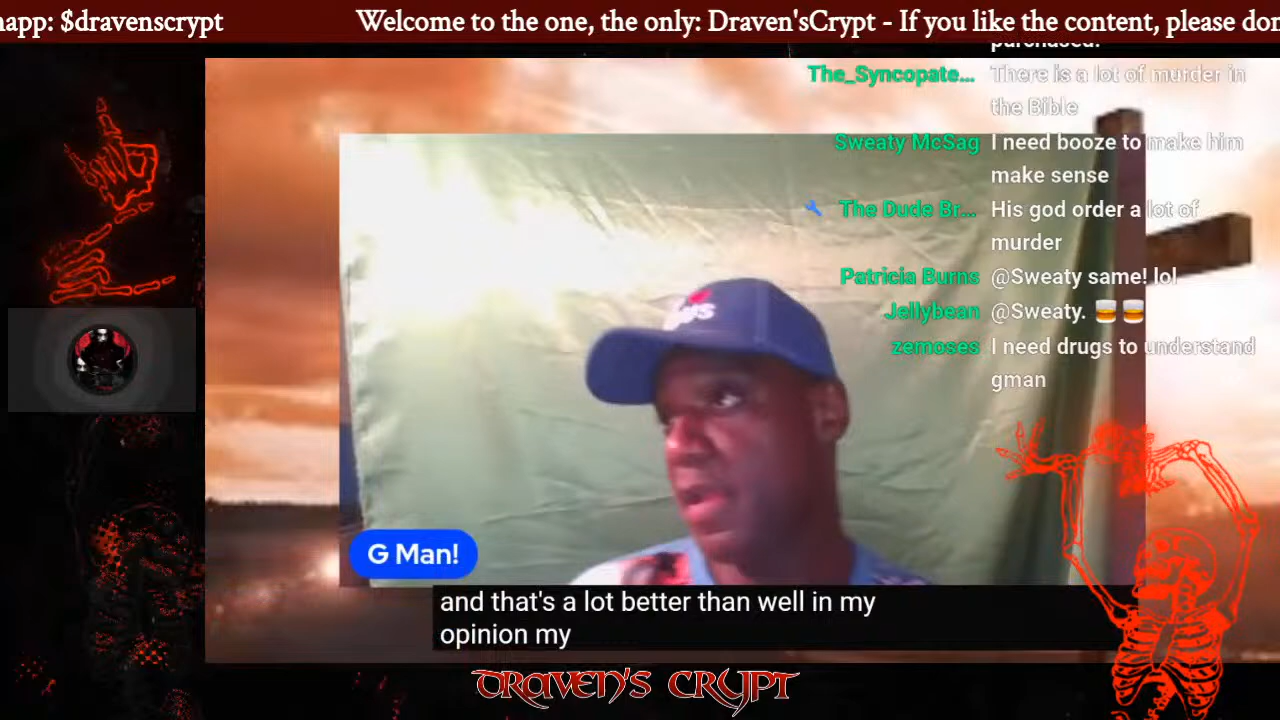 napp: $dravenscrypt
Welcome to the one, the only: Draven'sCrypt - If you like the content, please don
purchased!
The_Syncopate... There is a lot of murder in
the Bible
Sweaty McSag I need booze to make him
make sense
The Dude Br... His god order a lot of
murder
Patricia Burns @Sweaty same! lol
Jellybean @Sweaty. 🥃🥃
zemoses I need drugs to understand
gman
G Man!
and that's a lot better than well in my
opinion my
DRAVEN'S CRYPT